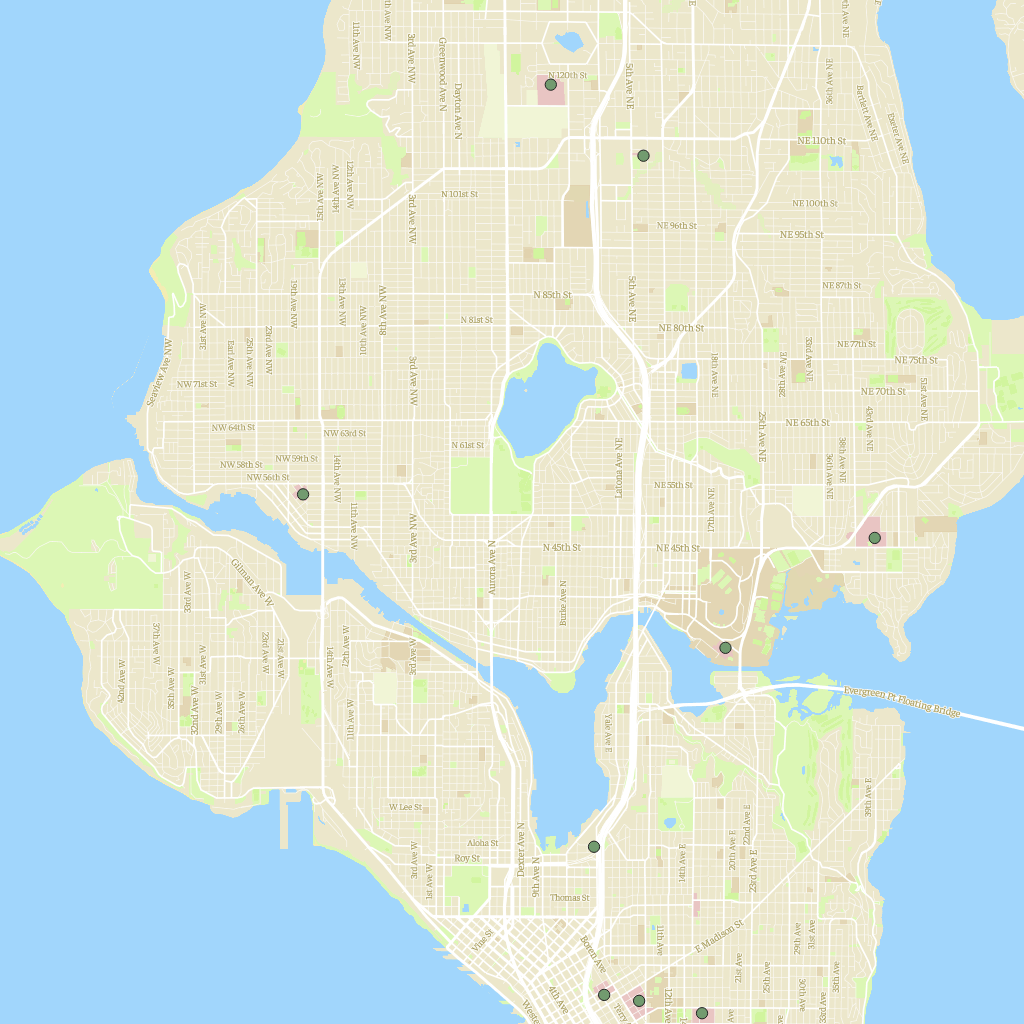 11th Ave NW
NW 4th Ave NW
3rd Ave NW
Greenwood Ave N
Dayton Ave N
N 120th St
5th Ave NE
36th Ave NE
Bartlett Ave NE
Exeter Ave NE
NE 110th St
12th Ave NW
14th Ave NW
15th Ave NW
3rd Ave NW
N 101st St
NE 100th St
NE 96th St
NE 95th St
19th Ave NW
13th Ave NW
8th Ave NW
10th Ave NW
N 85th St
5th Ave NE
NE 87th St
31st Ave NW
Earl Ave NW
25th Ave NW
23rd Ave NW
N 81st St
NE 80th St
NE 77th St
33rd Ave NE
NE 75th St
Seaview Ave NW
NW 71st St
3rd Ave NW
18th Ave NE
28th Ave NE
NE 70th St
51st Ave NE
NW 64th St
NW 63rd St
NE 65th St
25th Ave NE
43rd Ave NE
38th Ave NE
N 61st St
NW 59th St
NW 58th St
NW 56th St
14th Ave NW
11th Ave NW
Latona Ave NE
NE 55th St
17th Ave NE
36th Ave NE
3rd Ave NW
N 45th St
NE 45th St
Aurora Ave N
Burke Ave N
Gilman Ave W
33rd Ave W
37th Ave W
42nd Ave W
35th Ave W
31st Ave W
32nd Ave W
29th Ave W
26th Ave W
23rd Ave W
21st Ave W
14th Ave W
12th Ave W
3rd Ave W
11th Ave W
Evergreen Pt Floating Bridge
Yale Ave E
W Lee St
39th Ave E
Aloha St
Roy St
Dexter Ave N
9th Ave N
3rd Ave W
1st Ave W
14th Ave E
20th Ave E
22nd Ave E
23rd Ave E
Thomas St
Vine St
Boren Ave
11th Ave
E Madison St
29th Ave
31st Ave
21st Ave
25th Ave
30th Ave
35th Ave
33rd Ave
4th Ave
12th Ave
Terry
Weste